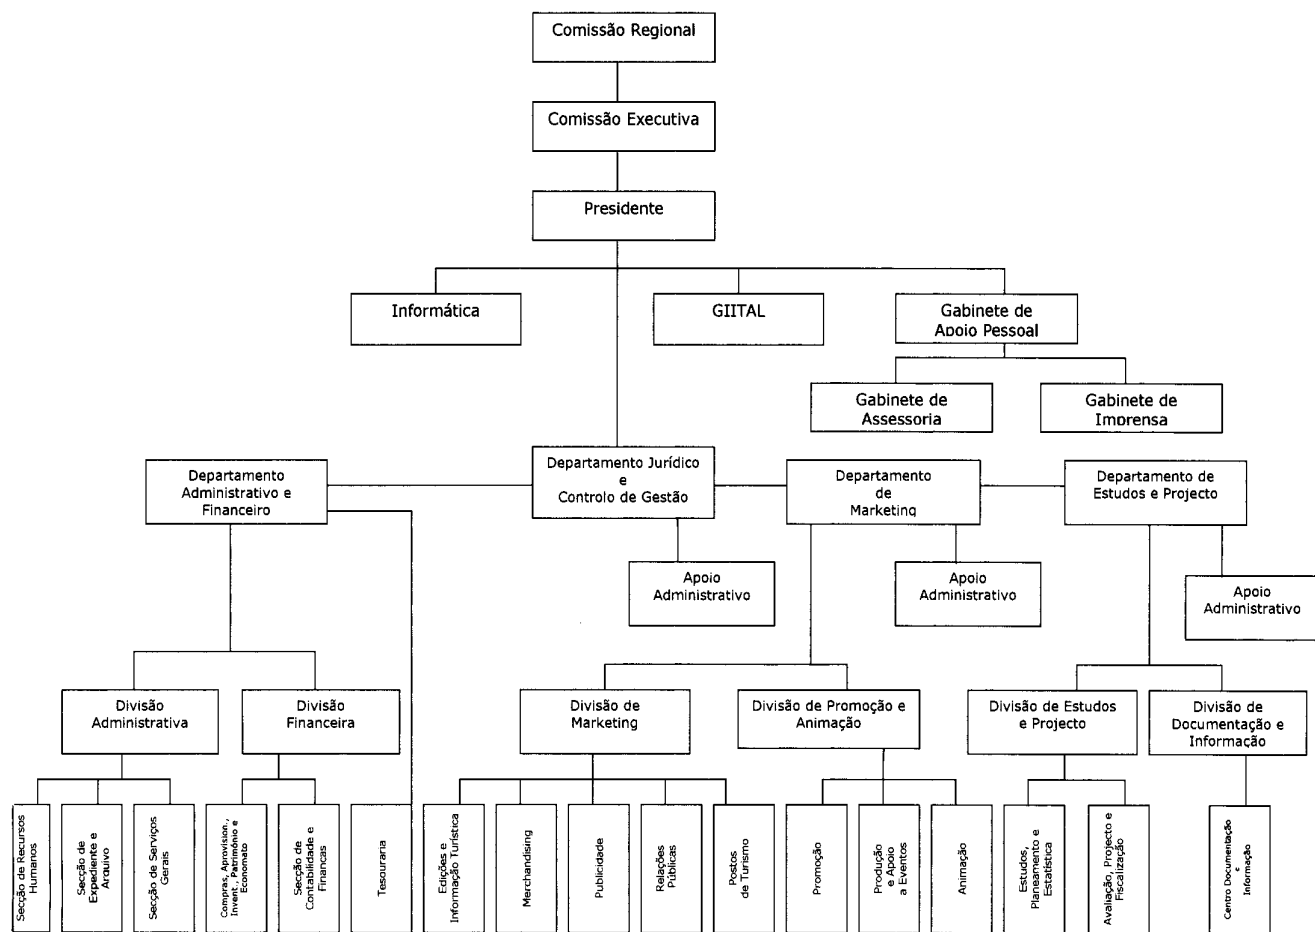 Comissão Regional
Comissão Executiva
Presidente
Informática
GIITAL
Gabinete de
Apoio Pessoal
Gabinete de
Assessoria
Gabinete de
Imprensa
Departamento
Administrativo e
Financeiro
Departamento Jurídico
e
Controlo de Gestão
Departamento
de
Marketing
Departamento de
Estudos e Projecto
Apoio
Administrativo
Apoio
Administrativo
Apoio
Administrativo
Divisão
Administrativa
Divisão
Financeira
Divisão de
Marketing
Divisão de Promoção e
Animação
Divisão de Estudos
e Projecto
Divisão de
Documentação e
Informação
Secção de Recursos
Humanos
Secção de
Expediente e
Arquivo
Secção de Serviços
Gerais
Compras, Aprovision.,
Invent., Património e
Economato
Secção de
Contabilidade e
Finanças
Tesouraria
Edições e
Informação Turística
Merchandising
Publicidade
Relações
Públicas
Postos
de Turismo
Promoção
Produção
e Apoio
a Eventos
Animação
Estudos,
Planeamento e
Estatística
Avaliação, Projecto e
Fiscalização
Centro Documentação
e
Informação